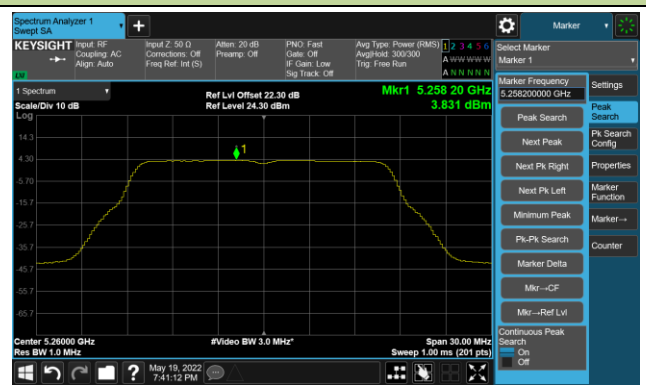 Spectrum Analyzer 1
Swept SA
+
Marker
KEYSIGHT
Input: RF
Coupling: AC
Align: Auto
Input Z: 50 Ω
Corrections: Off
Freq Ref: Int (S)
Atten: 20 dB
Preamp: Off
PNO: Fast
Gate: Off
IF Gain: Low
Sig Track: Off
Avg Type: Power (RMS)
Avg|Hold: 300/300
Trig: Free Run
1 2 3 4 5 6
A W W W W W
A N N N N N
LW
Select Marker
Marker 1
1 Spectrum
Scale/Div 10 dB
Log
Ref Lvl Offset 22.30 dB
Ref Level 24.30 dBm
Mkr1 5.258 20 GHz
3.831 dBm
14.3
4.30
-5.70
-15.7
-25.7
-35.7
-45.7
-55.7
-65.7
1
Center 5.26000 GHz
Res BW 1.0 MHz
#Video BW 3.0 MHz*
Span 30.00 MHz
Sweep 1.00 ms (201 pts)
Marker Frequency
5.258200000 GHz
Peak Search
Next Peak
Next Pk Right
Next Pk Left
Minimum Peak
Pk-Pk Search
Marker Delta
Mkr→CF
Mkr→Ref Lvl
Continuous Peak
Search
On
Off
Settings
Peak
Search
Pk Search
Config
Properties
Marker
Function
Marker→
Counter
?
May 19, 2022
7:41:12 PM